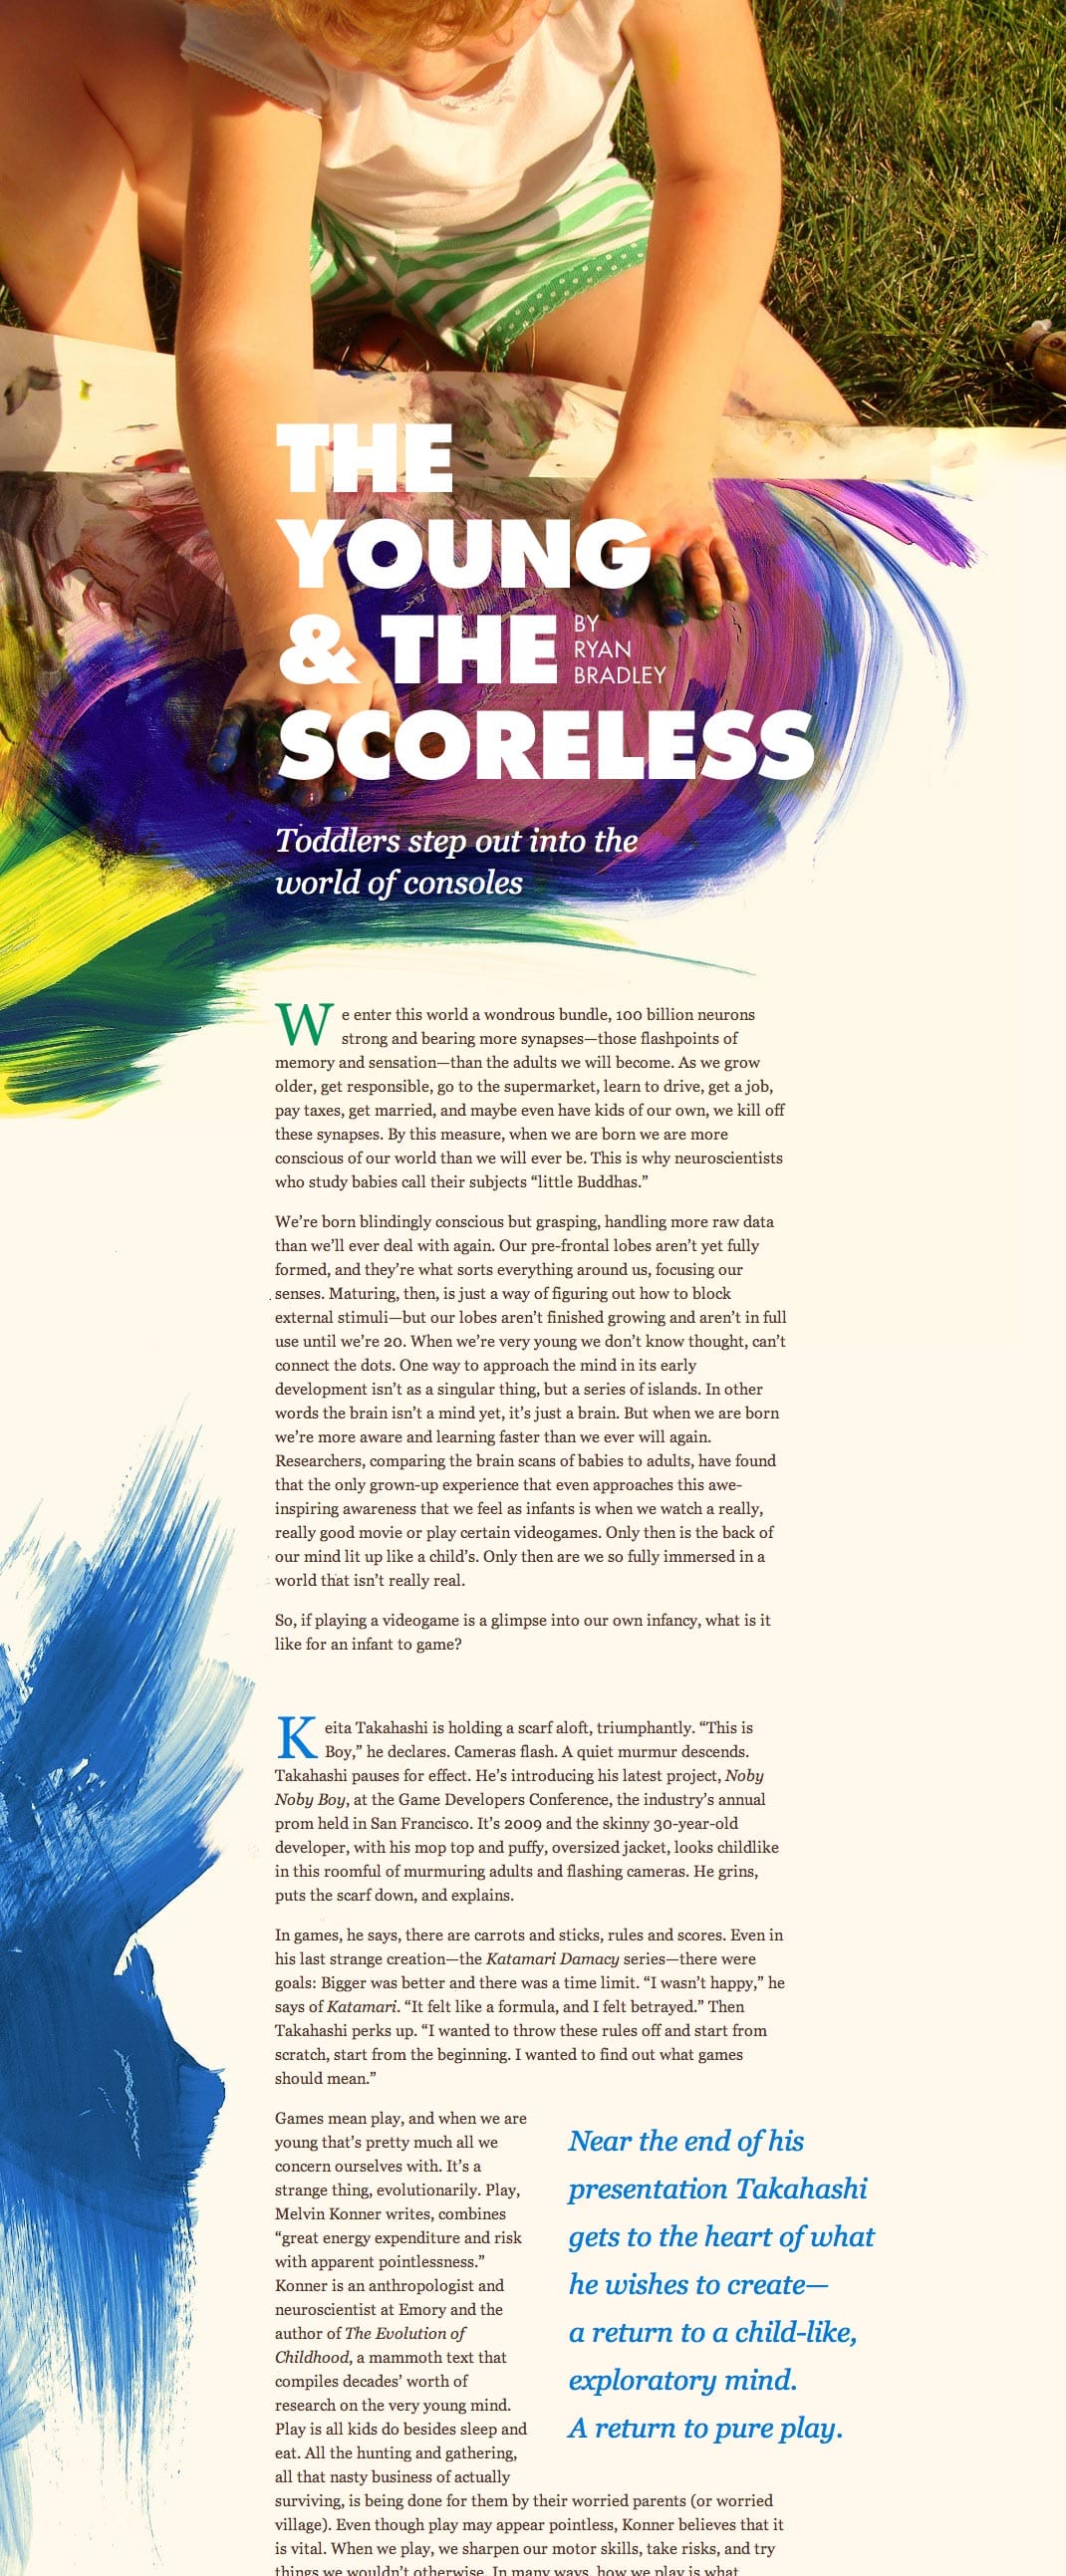 THE
YOUNG
& THE
BY
RYAN
BRADLEY
SCORELESS
Toddlers step out into the
world of consoles
We enter this world a wondrous bundle, 100 billion neurons
strong and bearing more synapses—those flashpoints of
memory and sensation—than the adults we will become. As we grow
older, get responsible, go to the supermarket, learn to drive, get a job,
pay taxes, get married, and maybe even have kids of our own, we kill off
these synapses. By this measure, when we are born we are more
conscious of our world than we will ever be. This is why neuroscientists
who study babies call their subjects “little Buddhas.”
We’re born blindingly conscious but grasping, handling more raw data
than we’ll ever deal with again. Our pre-frontal lobes aren’t yet fully
formed, and they’re what sorts everything around us, focusing our
senses. Maturing, then, is just a way of figuring out how to block
external stimuli—but our lobes aren’t finished growing and aren’t in full
use until we’re 20. When we’re very young we don’t know thought, can’t
connect the dots. One way to approach the mind in its early
development isn’t as a singular thing, but a series of islands. In other
words the brain isn’t a mind yet, it’s just a brain. But when we are born
we’re more aware and learning faster than we ever will again.
Researchers, comparing the brain scans of babies to adults, have found
that the only grown-up experience that even approaches this awe-
inspiring awareness that we feel as infants is when we watch a really,
really good movie or play certain videogames. Only then is the back of
our mind lit up like a child’s. Only then are we so fully immersed in a
world that isn’t really real.
So, if playing a videogame is a glimpse into our own infancy, what is it
like for an infant to game?
Keita Takahashi is holding a scarf aloft, triumphantly. “This is
Boy,” he declares. Cameras flash. A quiet murmur descends.
Takahashi pauses for effect. He’s introducing his latest project, Noby
Noby Boy, at the Game Developers Conference, the industry’s annual
prom held in San Francisco. It’s 2009 and the skinny 30-year-old
developer, with his mop top and puffy, oversized jacket, looks childlike
in this roomful of murmuring adults and flashing cameras. He grins,
puts the scarf down, and explains.
In games, he says, there are carrots and sticks, rules and scores. Even in
his last strange creation—the Katamari Damacy series—there were
goals: Bigger was better and there was a time limit. “I wasn’t happy,” he
says of Katamari. “It felt like a formula, and I felt betrayed.” Then
Takahashi perks up. “I wanted to throw these rules off and start from
scratch, start from the beginning. I wanted to find out what games
should mean.”
Games mean play, and when we are
young that’s pretty much all we
concern ourselves with. It’s a
strange thing, evolutionarily. Play,
Melvin Konner writes, combines
“great energy expenditure and risk
with apparent pointlessness.”
Konner is an anthropologist and
neuroscientist at Emory and the
author of The Evolution of
Childhood, a mammoth text that
compiles decades’ worth of
research on the very young mind.
Play is all kids do besides sleep and
eat. All the hunting and gathering,
all that nasty business of actually
Near the end of his
presentation Takahashi
gets to the heart of what
he wishes to create—
a return to a child-like,
exploratory mind.
A return to pure play.
surviving, is being done for them by their worried parents (or worried
village). Even though play may appear pointless, Konner believes that it
is vital. When we play, we sharpen our motor skills, take risks, and try
things we wouldn’t otherwise. In many ways, how we play is what